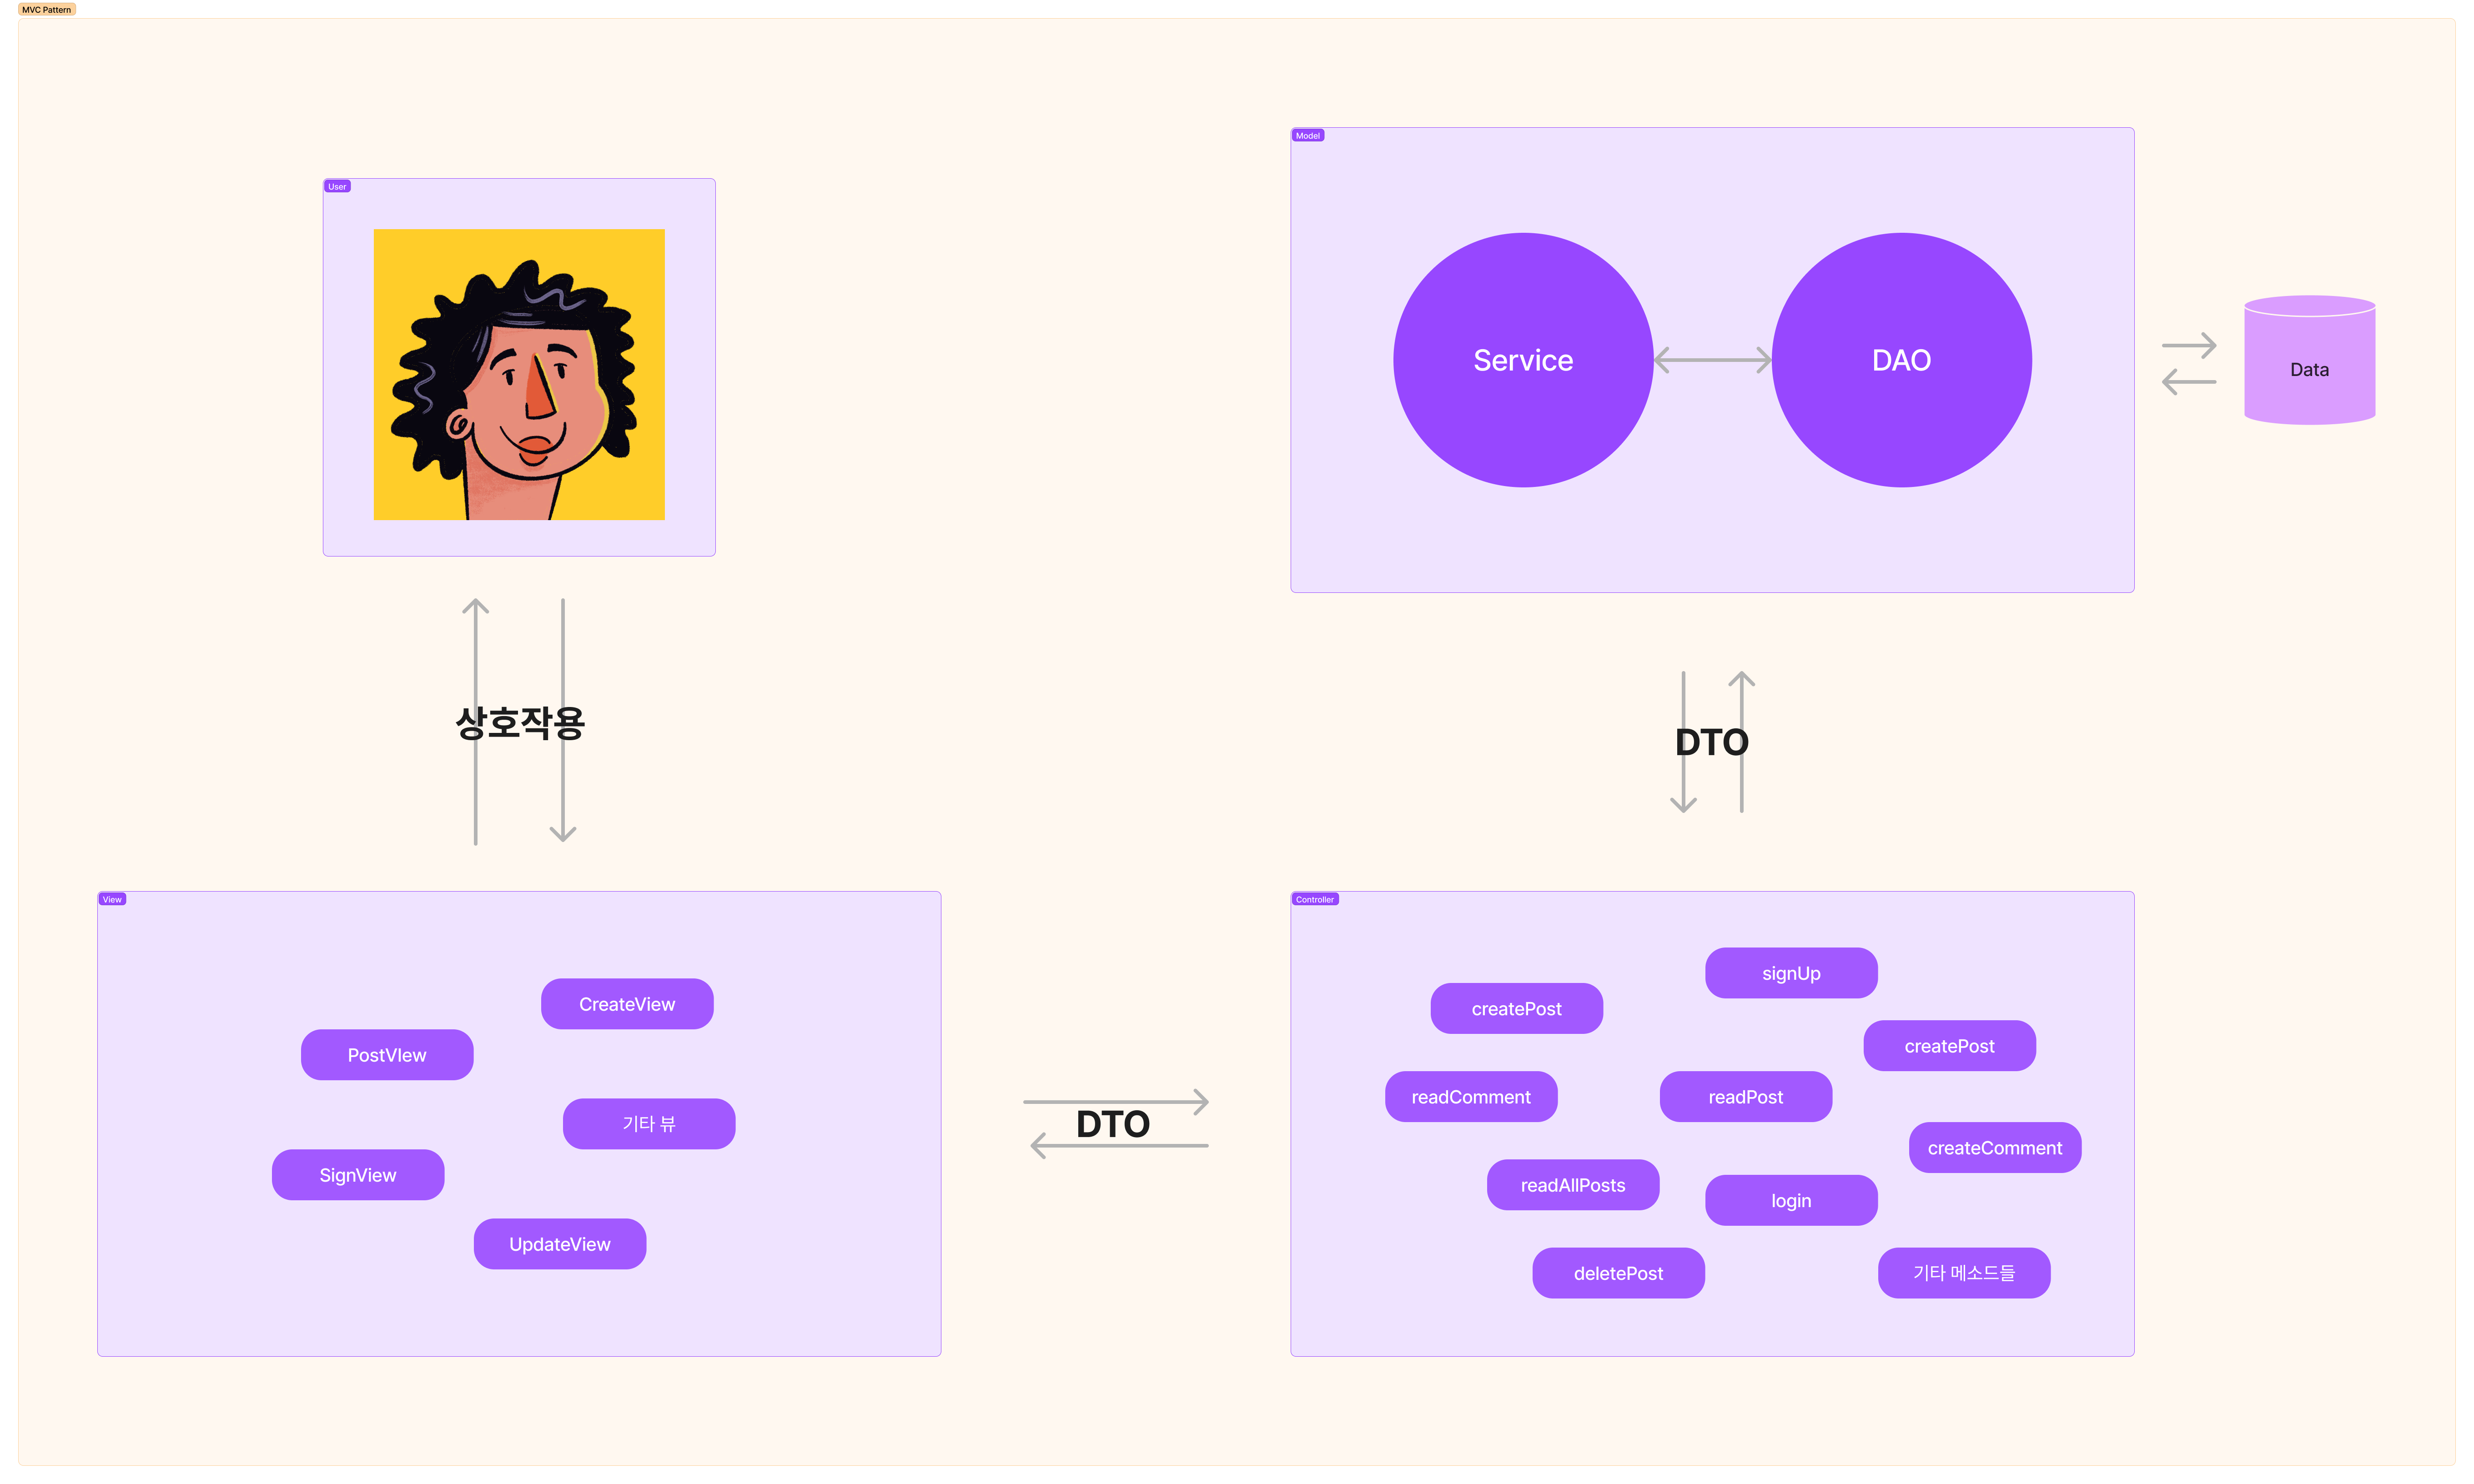 MVC Pattern
User
Model
Service
DAO
Data
상호작용
DTO
View
CreateView
PostVIew
기타 뷰
SignView
UpdateView
DTO
Controller
signUp
createPost
createPost
readComment
readPost
createComment
readAllPosts
login
deletePost
기타 메소드들